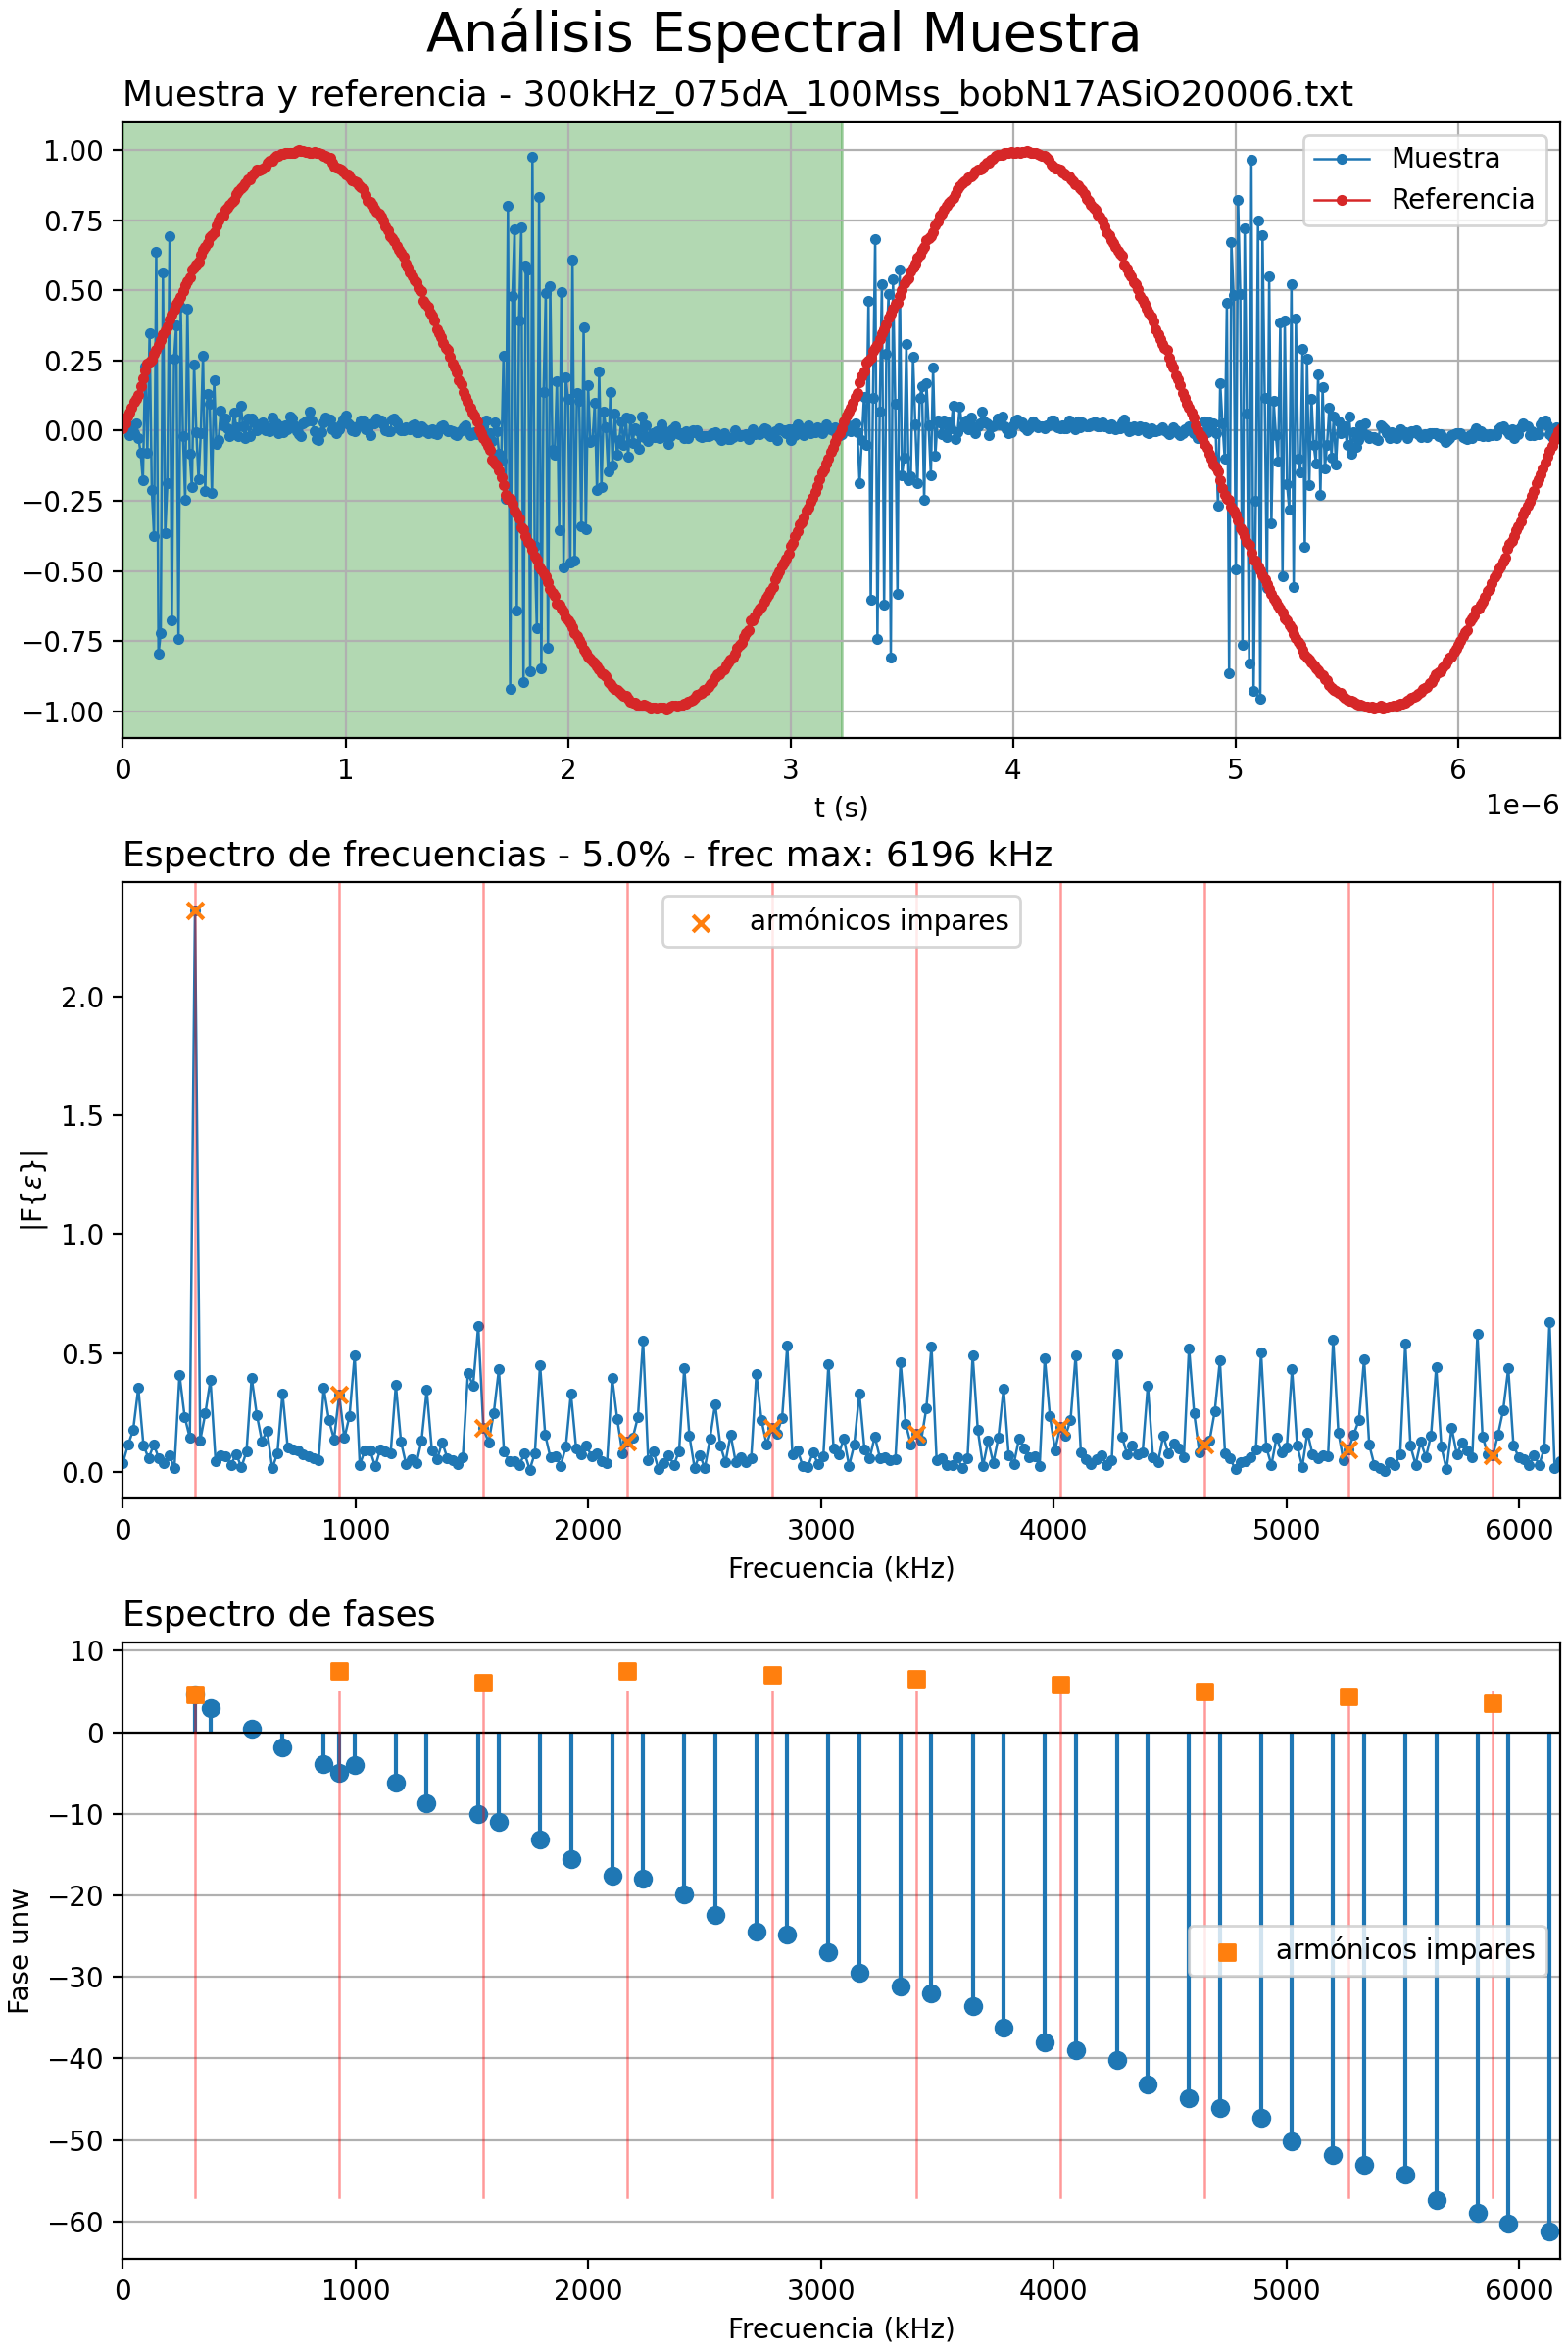 Análisis Espectral Muestra
Muestra y referencia - 300kHz_075dA_100Mss_bobN17ASiO20006.txt
1.00
0.75
0.50
0.25
0.00
−0.25
−0.50
−0.75
−1.00
Muestra
Referencia
0 1 2 3 4 5 6
t (s)
1e−6
Espectro de frecuencias - 5.0% - frec max: 6196 kHz
armónicos impares
2.0
1.5
1.0
0.5
0.0
|F{ε}|
0 1000 2000 3000 4000 5000 6000
Frecuencia (kHz)
Espectro de fases
10
0
−10
−20
−30
−40
−50
−60
Fase unw
armónicos impares
0 1000 2000 3000 4000 5000 6000
Frecuencia (kHz)